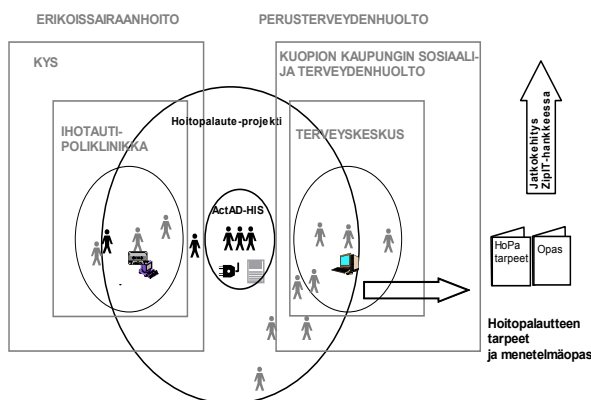 ERIKOISSAIRAANHOITO
PERUSTERVEYDENHUOLTO
KYS
KUOPION KAUPUNGIN SOSIAALI-
JA TERVEYDENHUOLTO
IHOTAUTI-
POLIKLINIKKA
Hoitopalaute-projekti
TERVEYSKESKUS
ActAD-HIS
Jatkokehitys
ZipIT-hankkeessa
HoPa
tarpeet
Opas
Hoitopalautteen
tarpeet
ja menetelmäopas